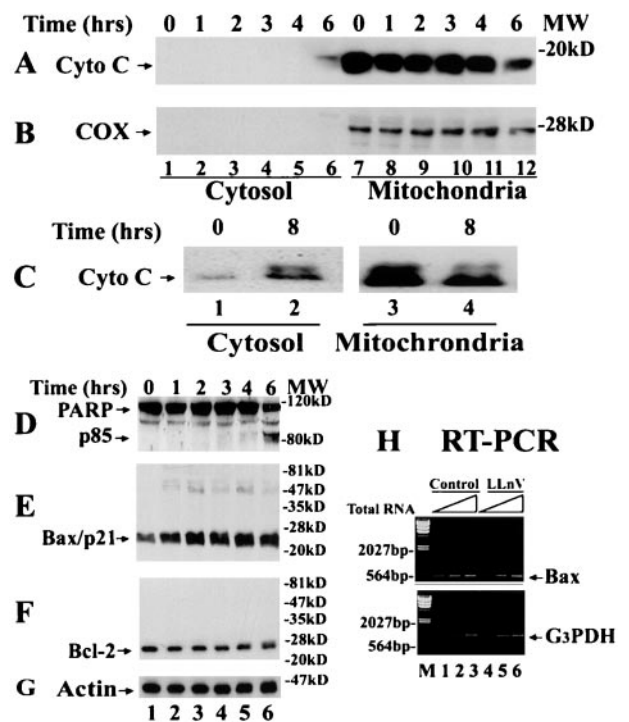 Time (hrs) 0 1 2 3 4 6 0 1 2 3 4 6 MW
A Cyto C → -20kD
B COX → -28kD
1 2 3 4 5 6 7 8 9 10 11 12
Cytosol Mitochondria
Time (hrs) 0 8 0 8
C Cyto C →
1 2 3 4
Cytosol Mitochrondria
Time (hrs) 0 1 2 3 4 6 MW
D PARP→ -120kD
p85 → -80kD
E -81kD
-47kD
-35kD
-28kD
Bax/p21→ -20kD
F -81kD
-47kD
-35kD
-28kD
Bcl-2→ -20kD
G Actin→ -47kD
1 2 3 4 5 6
H RT-PCR
Control LLnV
Total RNA
2027bp-
564bp- ←Bax
2027bp-
564bp- ←G3PDH
M 1 2 3 4 5 6